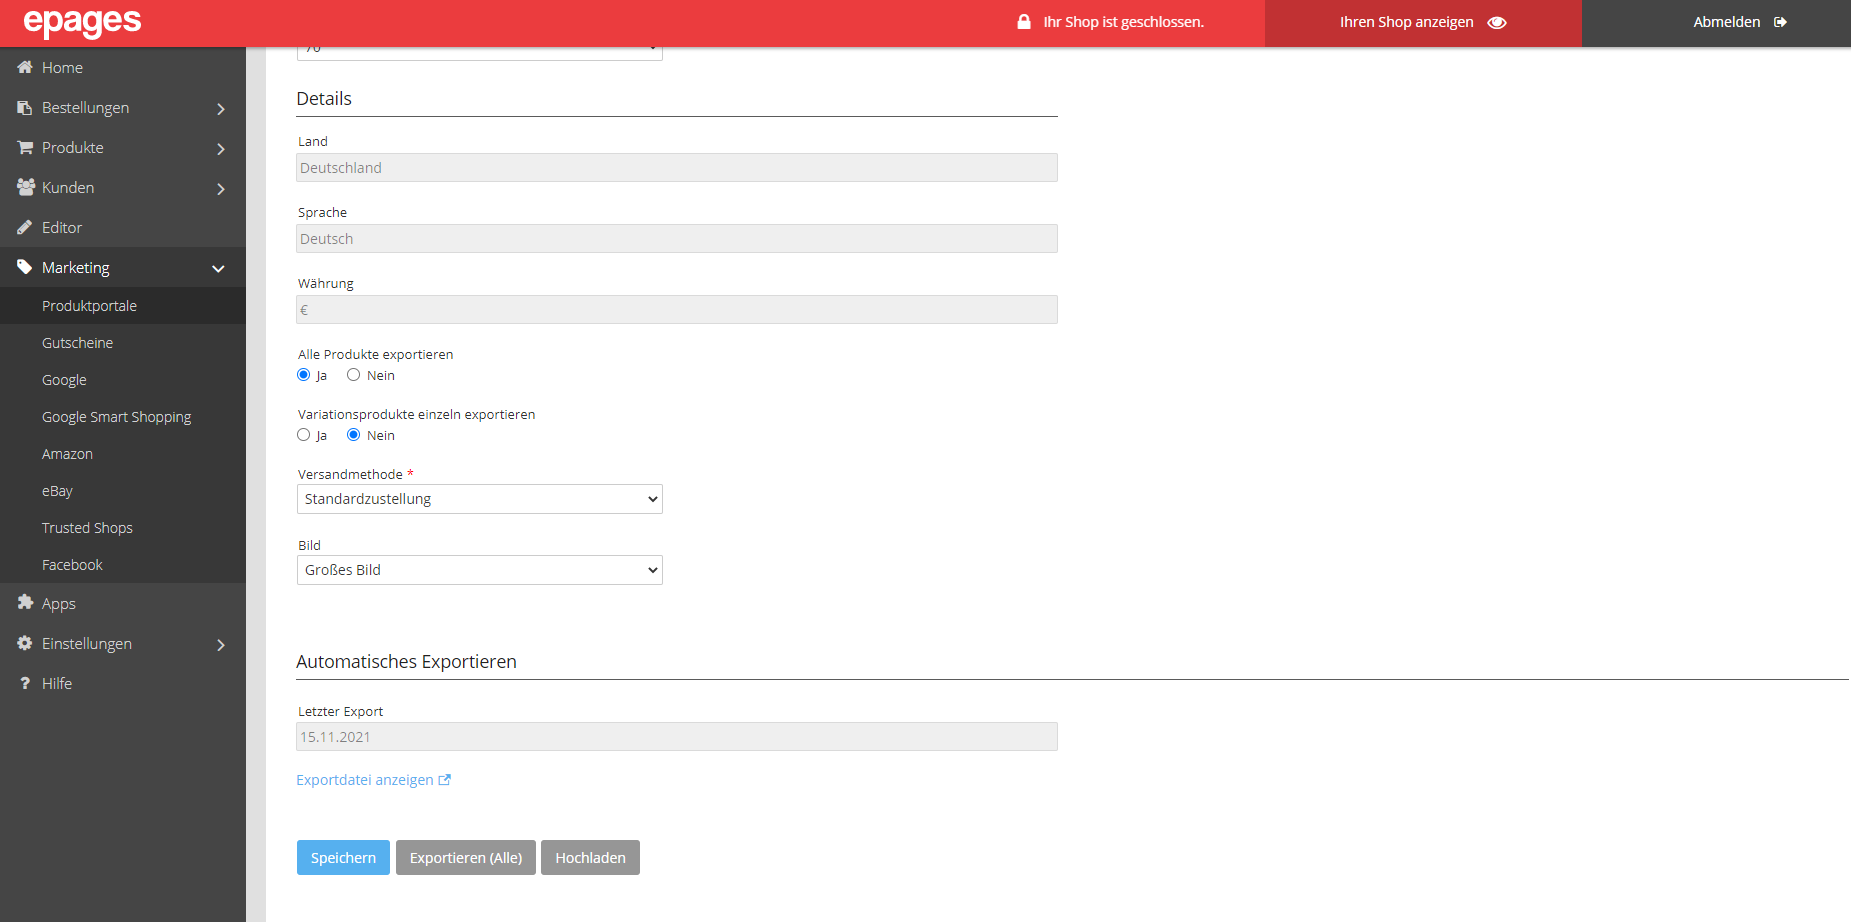 epages
Ihr Shop ist geschlossen.
Ihren Shop anzeigen
Abmelden
Home
Bestellungen
Produkte
Kunden
Editor
Marketing
Produktportale
Gutscheine
Google
Google Smart Shopping
Amazon
eBay
Trusted Shops
Facebook
Apps
Einstellungen
? Hilfe
70
Details
Land
Deutschland
Sprache
Deutsch
Währung
€
Alle Produkte exportieren
Ja Nein
Variationsprodukte einzeln exportieren
Ja Nein
Versandmethode *
Standardzustellung
Bild
Großes Bild
Automatisches Exportieren
Letzter Export
15.11.2021
Exportdatei anzeigen
Speichern Exportieren (Alle) Hochladen